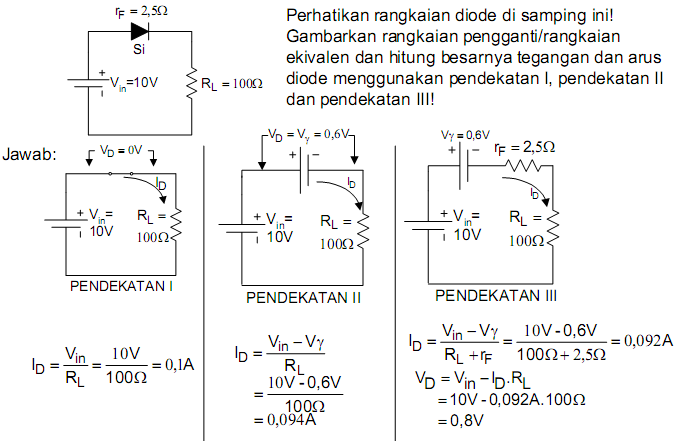 r_F = 2,5Ω
Si
+ V_in=10V
R_L = 100Ω
Perhatikan rangkaian diode di samping ini!
Gambarkan rangkaian pengganti/rangkaian
ekivalen dan hitung besarnya tegangan dan arus
diode menggunakan pendekatan I, pendekatan II
dan pendekatan III!
Jawab:
V_D = 0V
I_D
+ V_in=
10V
R_L =
100Ω
PENDEKATAN I
I_D = V_in / R_L = 10V / 100Ω = 0,1A
V_D = V_γ = 0,6V
+ −
I_D
+ V_in=
10V
R_L =
100Ω
PENDEKATAN II
I_D = (V_in − Vγ) / R_L
= (10V - 0,6V) / 100Ω
= 0,094A
Vγ = 0,6V
+ −
r_F = 2,5Ω
I_D
+ V_in=
10V
R_L =
100Ω
PENDEKATAN III
I_D = (V_in − Vγ) / (R_L + r_F) = (10V - 0,6V) / (100Ω + 2,5Ω) = 0,092A
V_D = V_in − I_D.R_L
= 10V - 0,092A.100Ω
= 0,8V